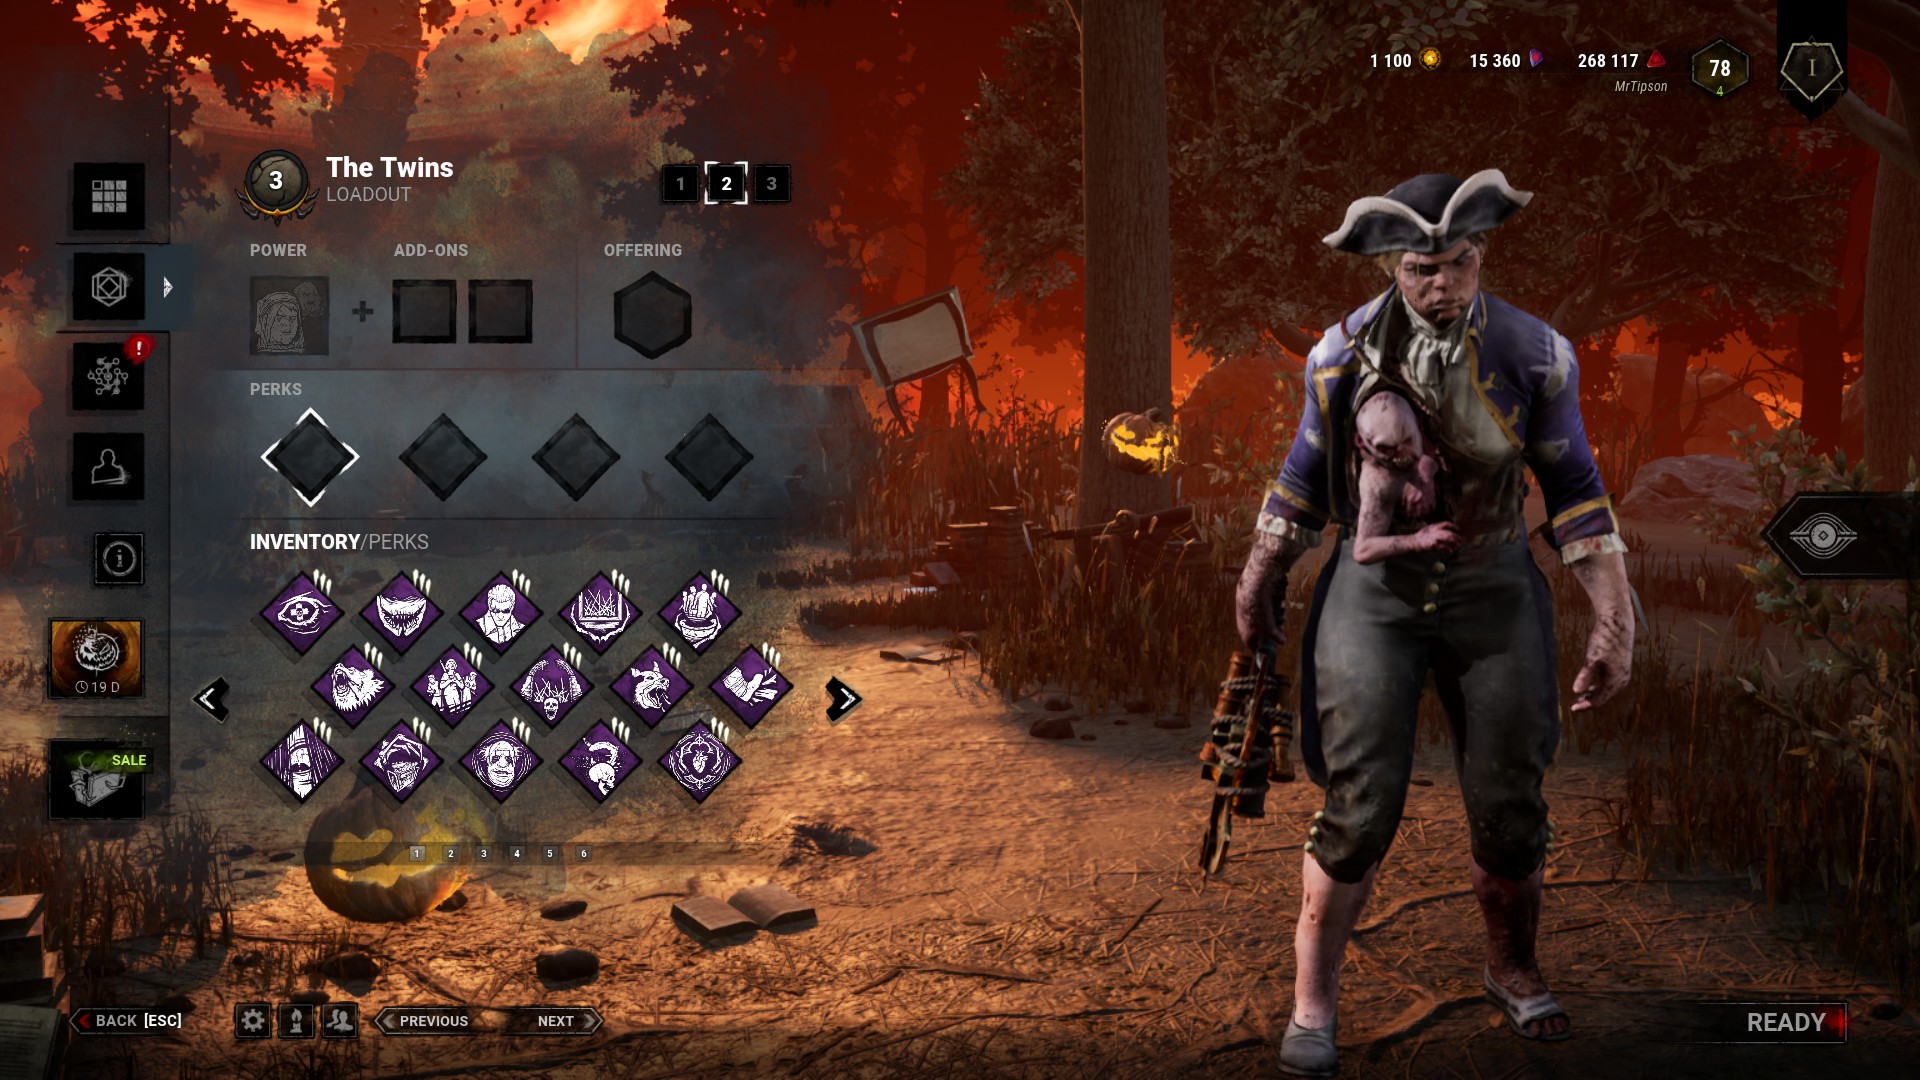 1 100
15 360
268 117
MrTipson
78
4
I
3
The Twins
LOADOUT
1
2
3
POWER
ADD-ONS
OFFERING
+
!
PERKS
INVENTORY/PERKS
19 D
SALE
1
2
3
4
5
6
BACK [ESC]
PREVIOUS
NEXT
READY